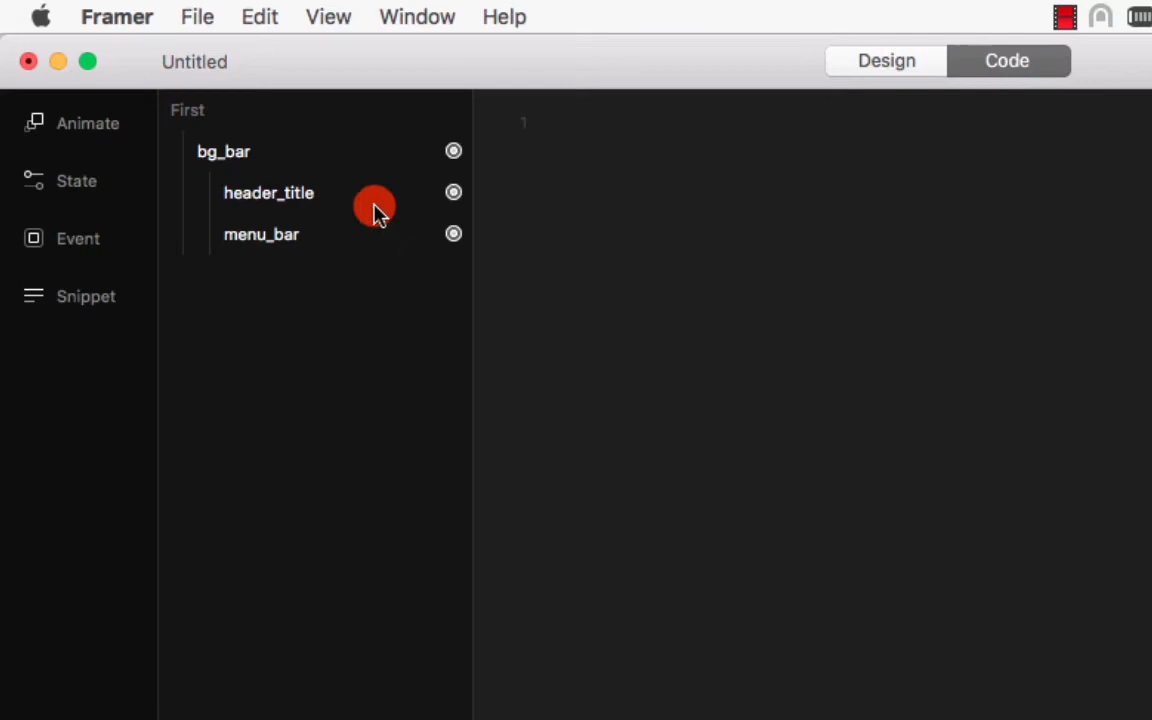 Framer File Edit View Window Help
Untitled
Design Code
Animate
State
Event
Snippet
First
bg_bar
header_title
menu_bar
1